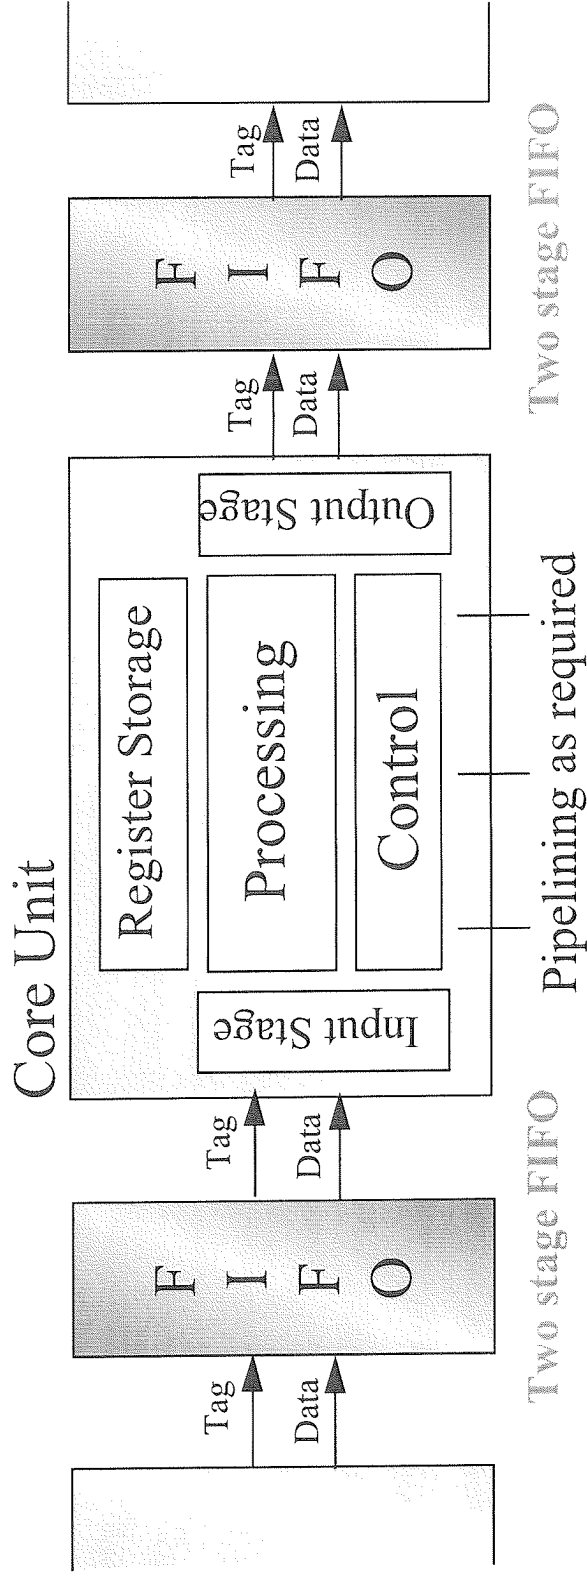 Core Unit
Tag
Data
F
I
F
O
Tag
Data
Input Stage
Register Storage
Processing
Control
Output Stage
Tag
Data
F
I
F
O
Tag
Data
Two stage FIFO
Pipelining as required
Two stage FIFO